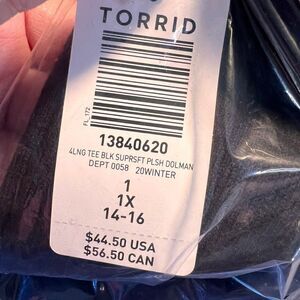 TORRID
FL_172
13840620
4LNG TEE BLK SUPRSFT PLSH DOLMAN
DEPT 0058 20WINTER
1
1X
14-16
$44.50 USA
$56.50 CAN